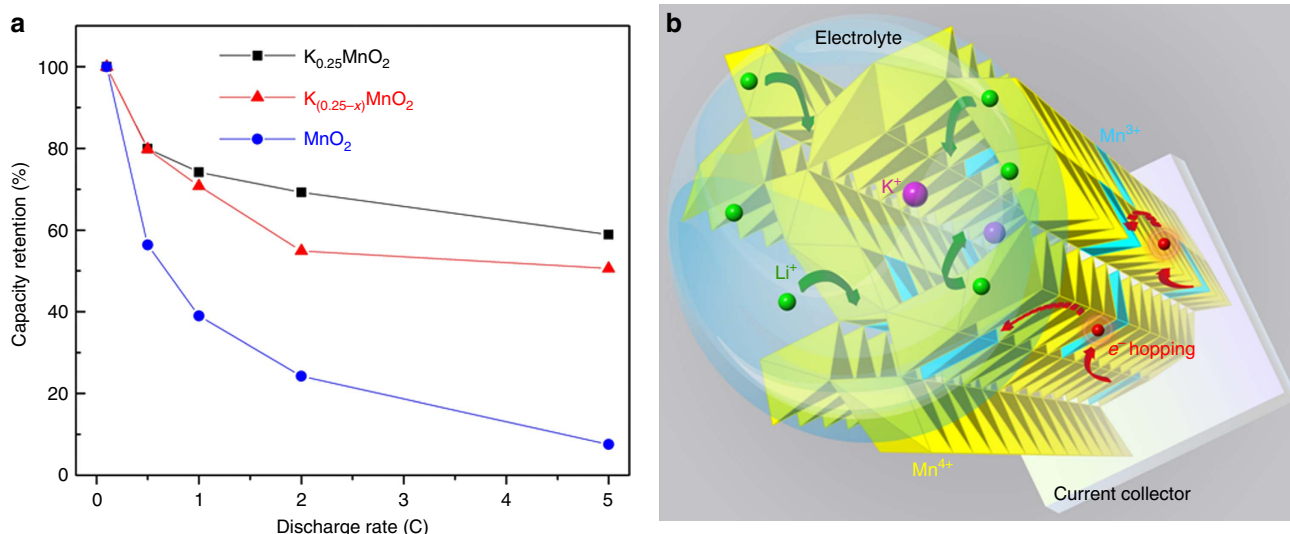 a
Capacity retention (%)
100
80
60
40
20
0
K₀.₂₅MnO₂
K₍₀.₂₅₋ₓ₎MnO₂
MnO₂
0
1
2
3
4
5
Discharge rate (C)
b
Electrolyte
Mn³⁺
K⁺
Li⁺
e⁻ hopping
Mn⁴⁺
Current collector